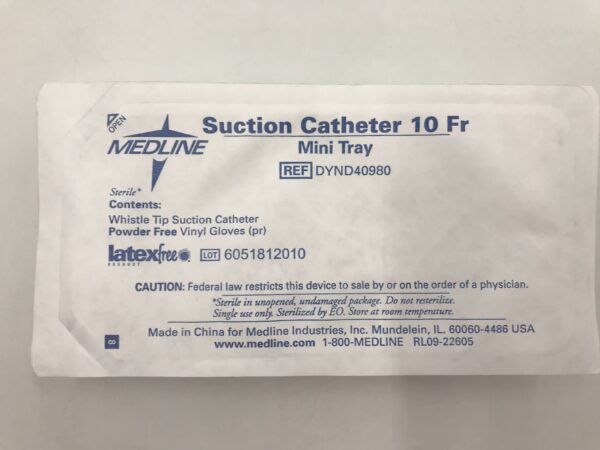 OPEN
MEDLINE
Suction Catheter 10 Fr
Mini Tray
REF DYND40980
Sterile*
Contents:
Whistle Tip Suction Catheter
Powder Free Vinyl Gloves (pr)
latexfree
PRODUCT
LOT 6051812010
CAUTION: Federal law restricts this device to sale by or on the order of a physician.
*Sterile in unopened, undamaged package. Do not resterilize.
Single use only. Sterilized by EO. Store at room temperature.
Made in China for Medline Industries, Inc. Mundelein, IL. 60060-4486 USA
www.medline.com 1-800-MEDLINE RL09-22605
8